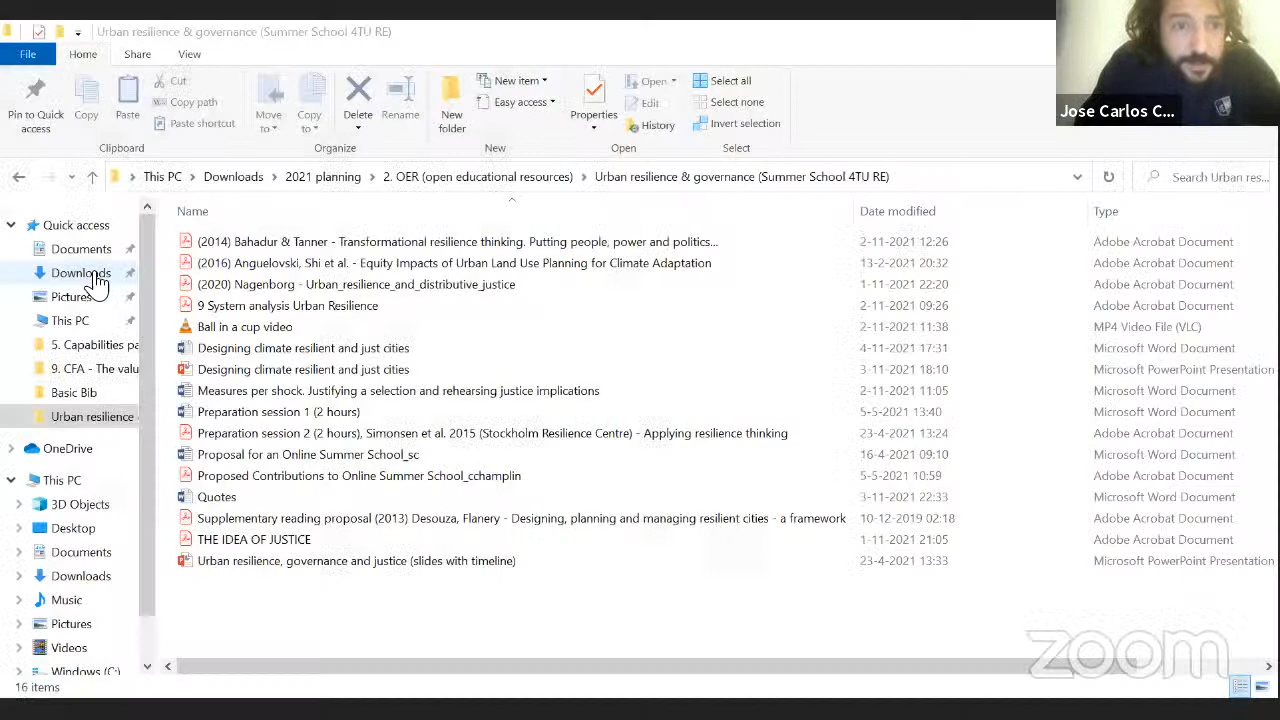 Urban resilience & governance (Summer School 4TU RE)
File Home Share View
Pin to Quick access
Copy
Paste
Cut
Copy path
Paste shortcut
Clipboard
Move to
Copy to
Delete
Rename
Organize
New folder
New item
Easy access
New
Properties
Open
Edit
History
Open
Select all
Select none
Invert selection
Select
Jose Carlos C...
This PC Downloads 2021 planning 2. OER (open educational resources) Urban resilience & governance (Summer School 4TU RE)
Search Urban res...
Quick access
Documents
Downloads
Pictures
This PC
5. Capabilities pa
9. CFA - The valu
Basic Bib
Urban resilience
OneDrive
This PC
3D Objects
Desktop
Documents
Downloads
Music
Pictures
Videos
Windows (C:)
Name Date modified Type
(2014) Bahadur & Tanner - Transformational resilience thinking. Putting people, power and politics... 2-11-2021 12:26 Adobe Acrobat Document
(2016) Anguelovski, Shi et al. - Equity Impacts of Urban Land Use Planning for Climate Adaptation 13-2-2021 20:32 Adobe Acrobat Document
(2020) Nagenborg - Urban_resilience_and_distributive_justice 1-11-2021 22:20 Adobe Acrobat Document
9 System analysis Urban Resilience 2-11-2021 09:26 Adobe Acrobat Document
Ball in a cup video 2-11-2021 11:38 MP4 Video File (VLC)
Designing climate resilient and just cities 4-11-2021 17:31 Microsoft Word Document
Designing climate resilient and just cities 3-11-2021 18:10 Microsoft PowerPoint Presentation
Measures per shock. Justifying a selection and rehearsing justice implications 2-11-2021 11:05 Microsoft Word Document
Preparation session 1 (2 hours) 5-5-2021 13:40 Microsoft Word Document
Preparation session 2 (2 hours), Simonsen et al. 2015 (Stockholm Resilience Centre) - Applying resilience thinking 23-4-2021 13:24 Adobe Acrobat Document
Proposal for an Online Summer School_sc 16-4-2021 09:10 Microsoft Word Document
Proposed Contributions to Online Summer School_cchamplin 5-5-2021 10:59 Adobe Acrobat Document
Quotes 3-11-2021 22:33 Microsoft Word Document
Supplementary reading proposal (2013) Desouza, Flanery - Designing, planning and managing resilient cities - a framework 10-12-2019 02:18 Adobe Acrobat Document
THE IDEA OF JUSTICE 1-11-2021 21:05 Adobe Acrobat Document
Urban resilience, governance and justice (slides with timeline) 23-4-2021 13:33 Microsoft PowerPoint Presentation
zoom
16 items